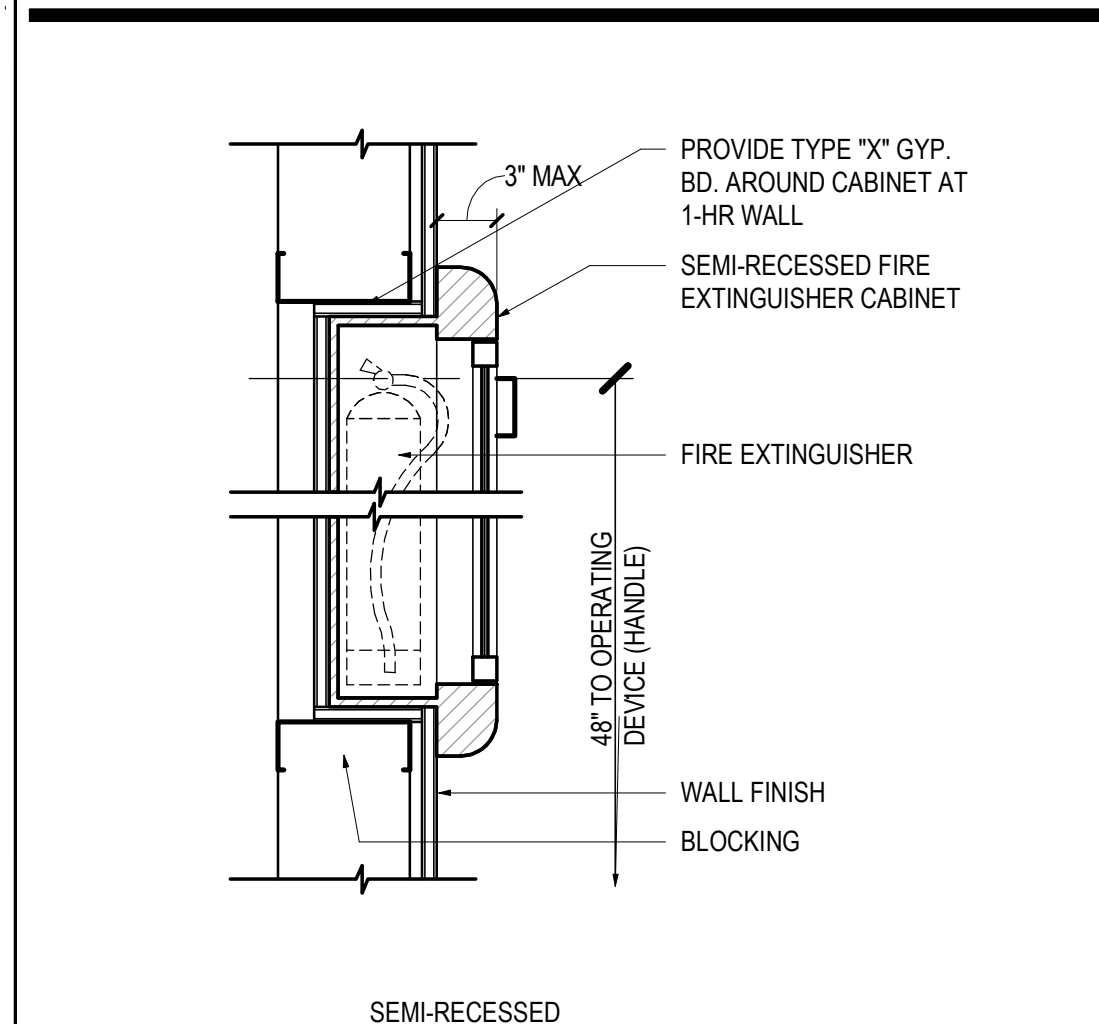 3" MAX
PROVIDE TYPE "X" GYP.
BD. AROUND CABINET AT
1-HR WALL
SEMI-RECESSED FIRE
EXTINGUISHER CABINET
FIRE EXTINGUISHER
48" TO OPERATING
DEVICE (HANDLE)
WALL FINISH
BLOCKING
SEMI-RECESSED